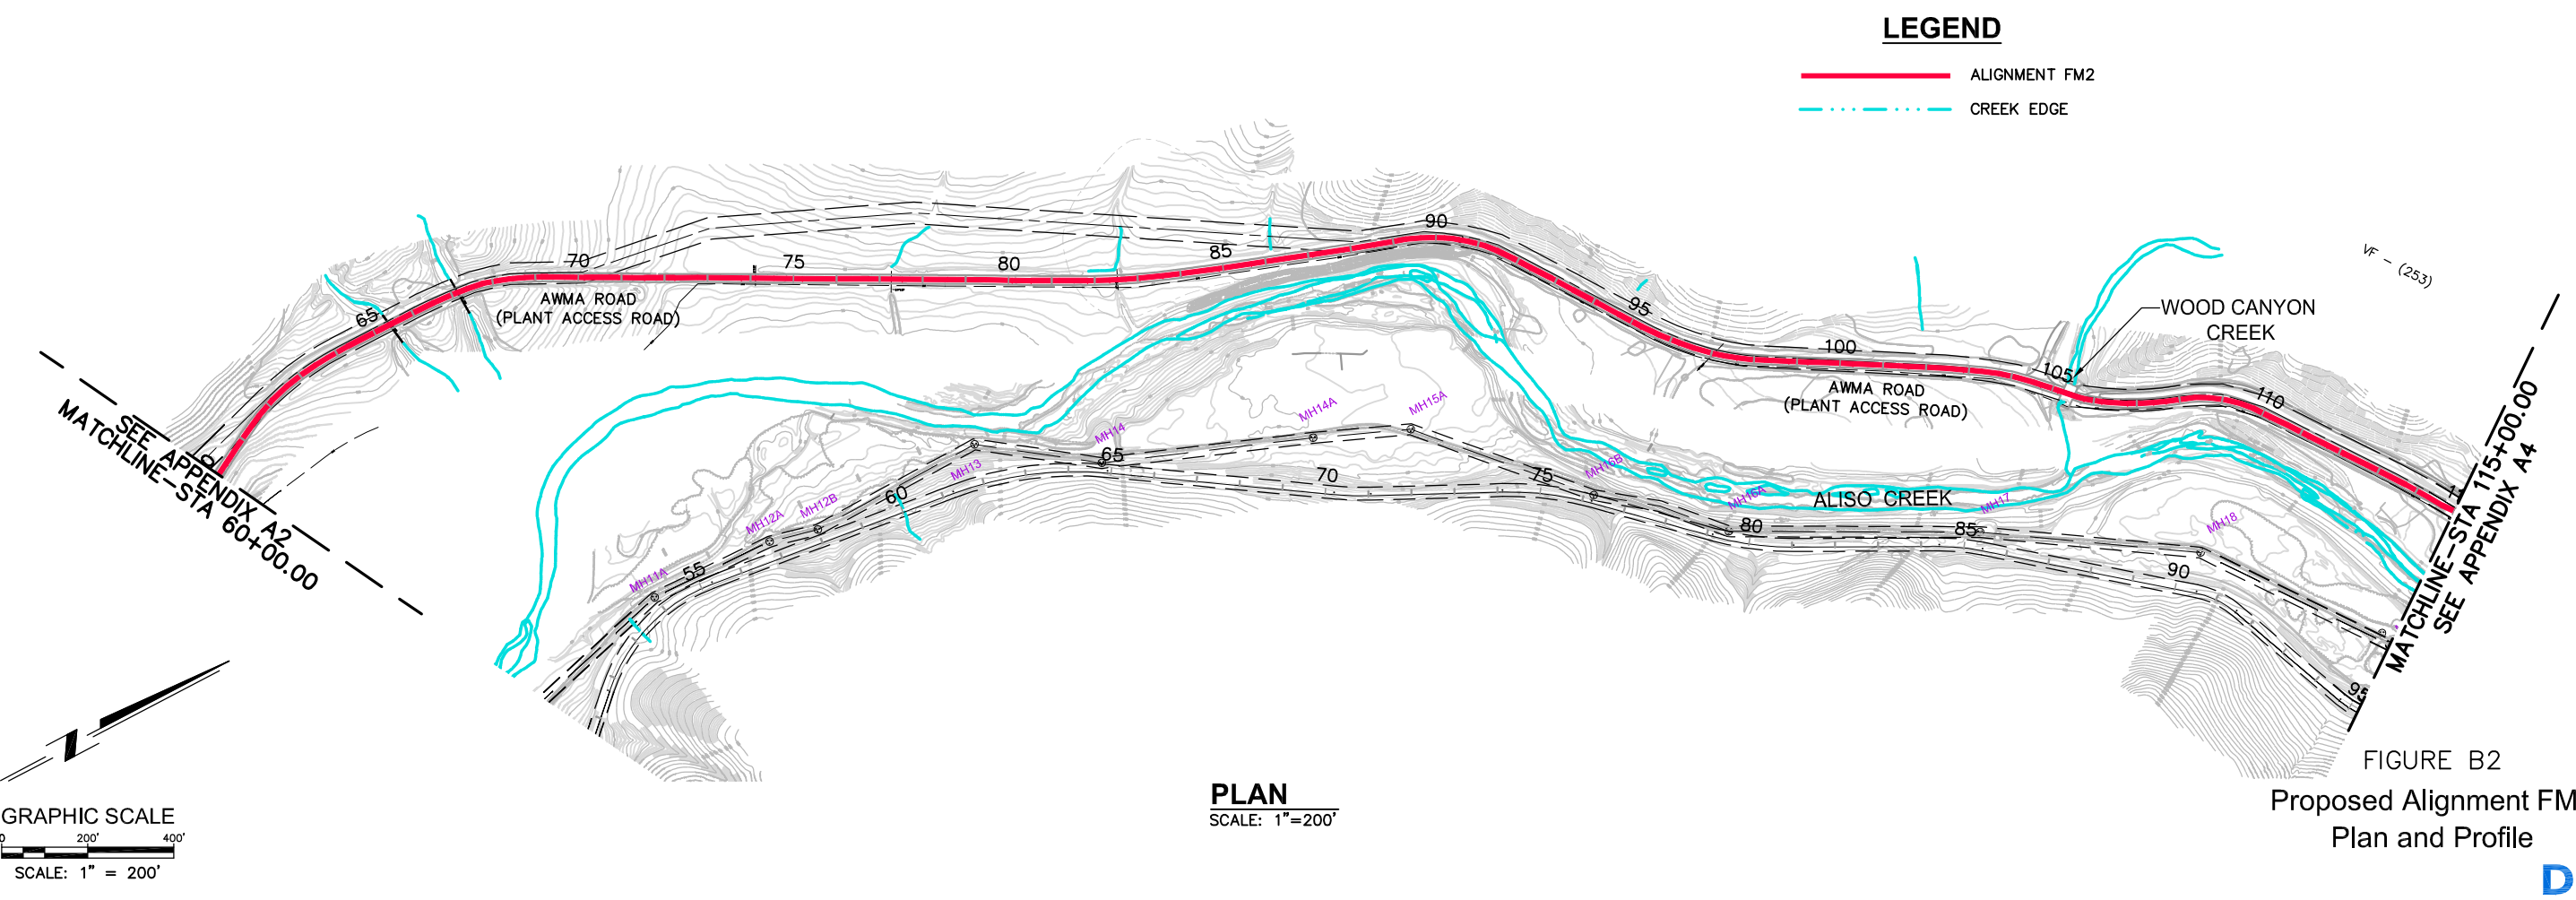 LEGEND
ALIGNMENT FM2
CREEK EDGE
90
VF - (253)
85
80
75
70
AWMA ROAD
(PLANT ACCESS ROAD)
65
95
100
105
110
WOOD CANYON
CREEK
AWMA ROAD
(PLANT ACCESS ROAD)
SEE APPENDIX A2
MATCHLINE-STA 60+00.00
MH11A
55
MH12A
MH12B
60
MH13
MH14
65
MH14A
MH15A
70
75
MH16B
MH16A
80
ALISO CREEK
MH17
85
MH18
90
95
MATCHLINE-STA 115+00.00
SEE APPENDIX A4
GRAPHIC SCALE
0 200' 400'
SCALE: 1" = 200'
PLAN
SCALE: 1"=200'
FIGURE B2
Proposed Alignment FM
Plan and Profile
D